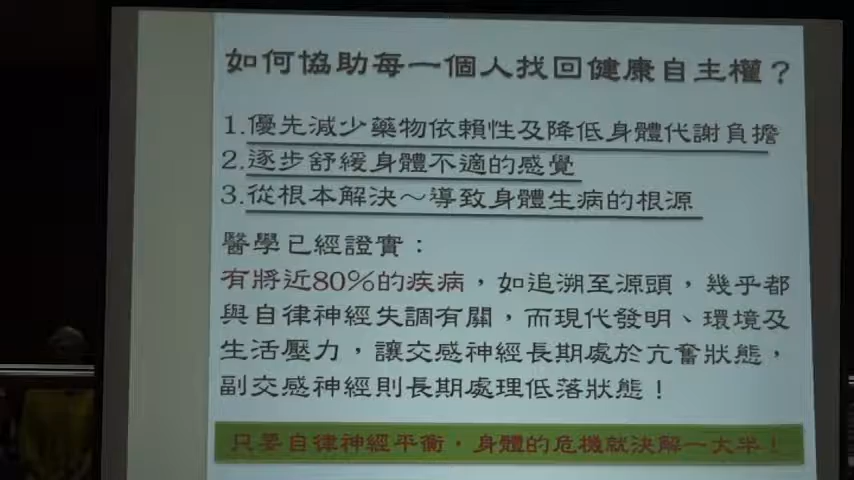 如何協助每一個人找回健康自主權？
1.優先減少藥物依賴性及降低身體代謝負擔
2.逐步舒緩身體不適的感覺
3.從根本解決～導致身體生病的根源
醫學已經證實：
有將近80%的疾病，如追溯至源頭，幾乎都
與自律神經失調有關，而現代發明、環境及
生活壓力，讓交感神經長期處於亢奮狀態，
副交感神經則長期處理低落狀態！
只要自律神經平衡，身體的危機就決解一大半！